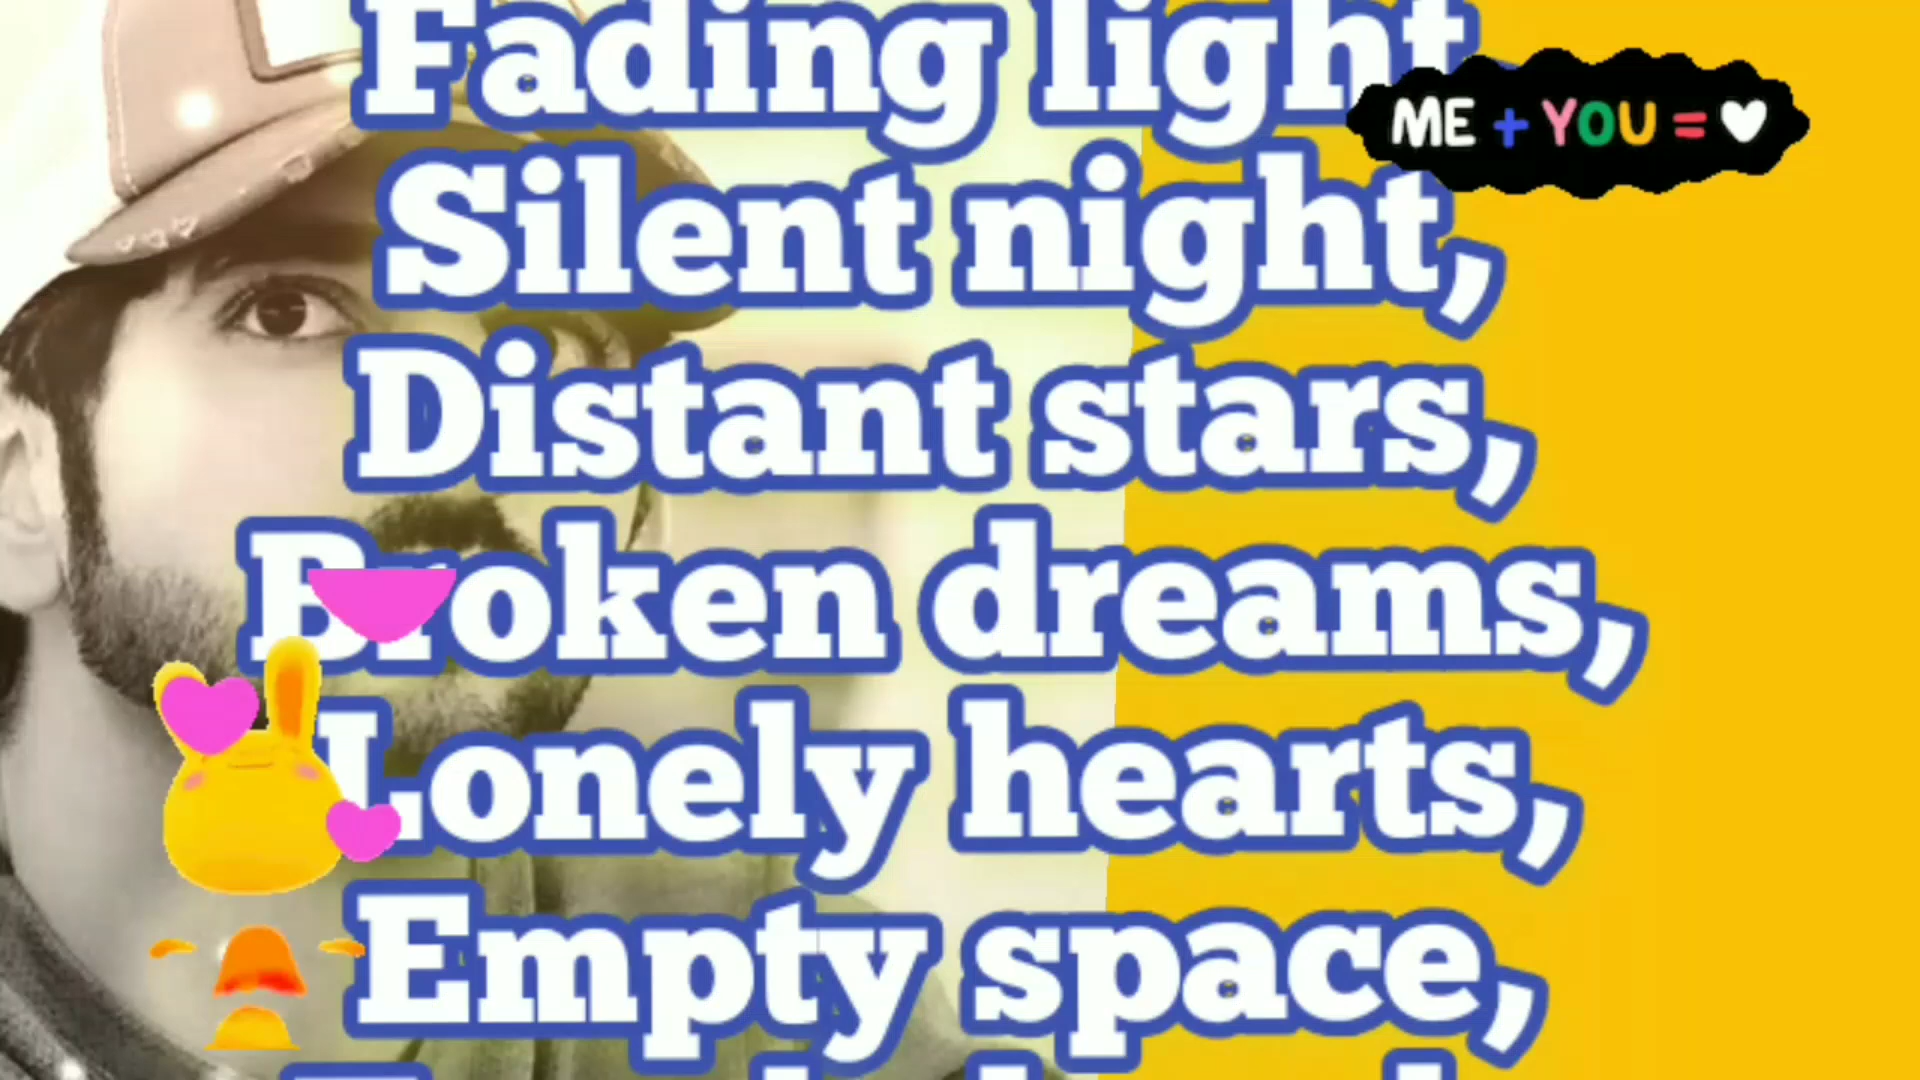 Fading light,
ME + YOU = ♥
Silent night,
Distant stars,
Broken dreams,
Lonely hearts,
Empty space,